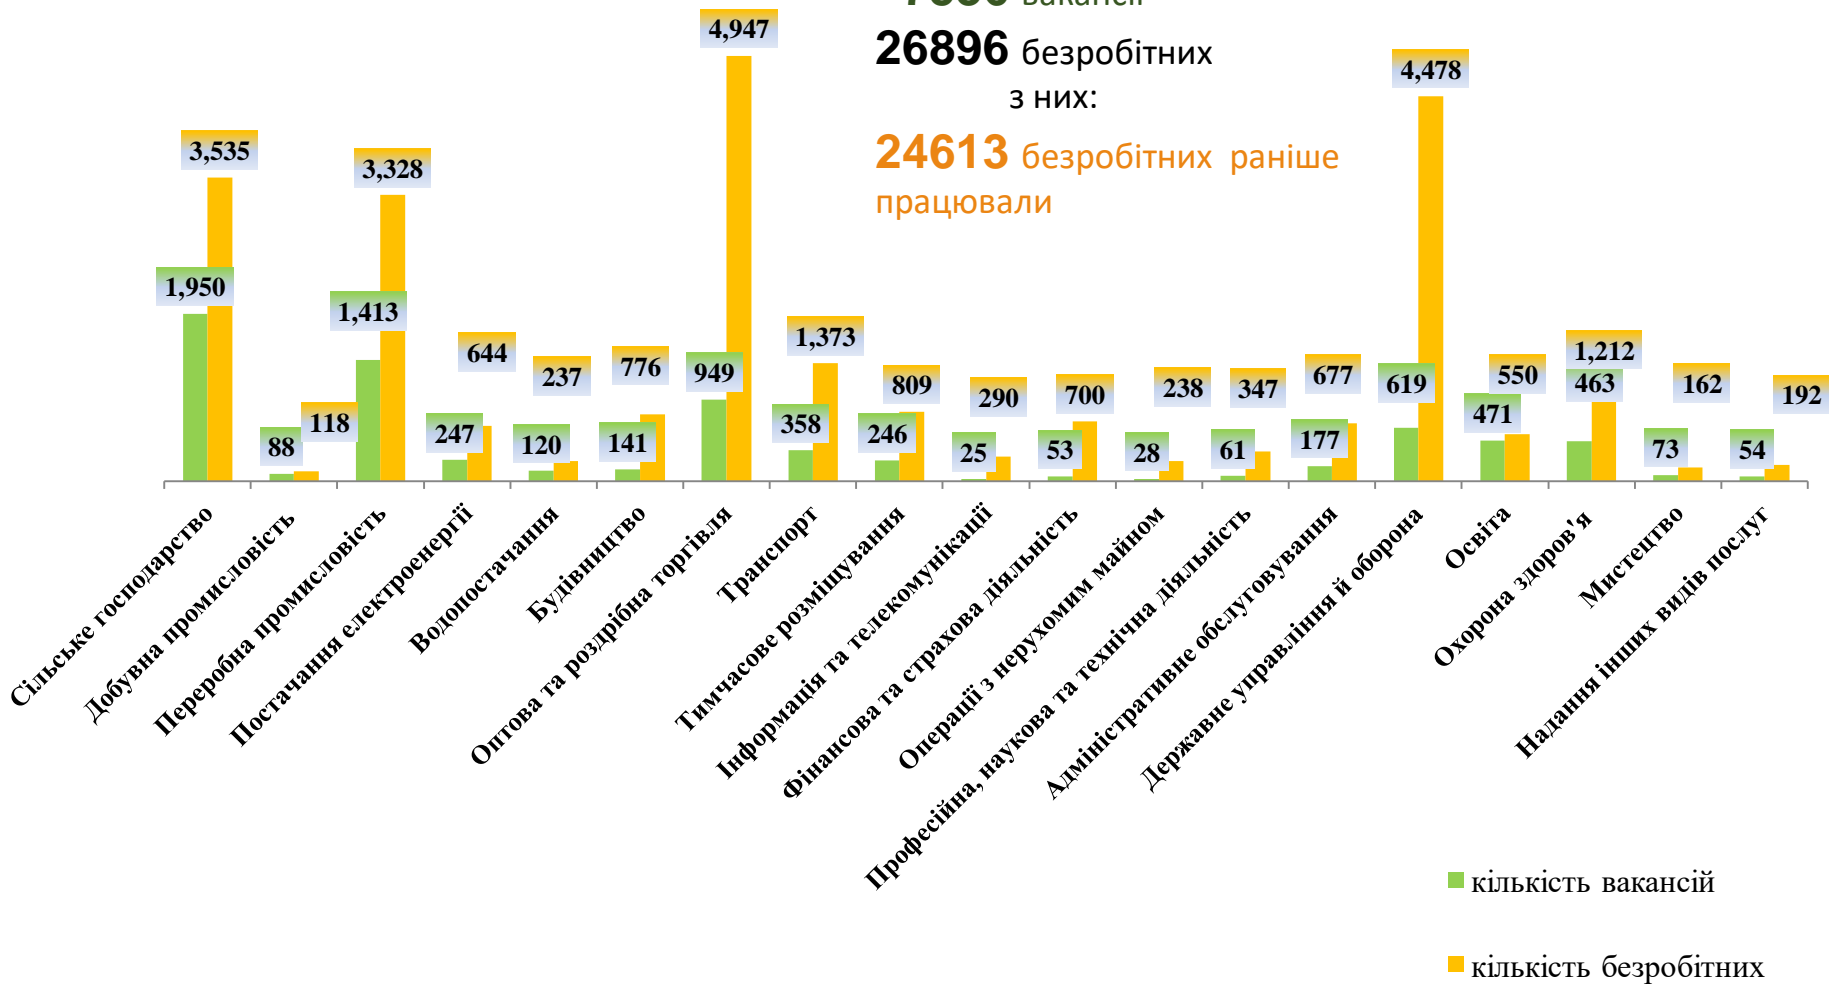 вакансії
26896 безробітних
з них:
24613 безробітних раніше
працювали
4,947
4,478
3,535
3,328
1,950
1,413
1,373
1,212
118
88
644
247
237
120
776
141
949
358
809
246
290
25
700
53
238
28
347
61
677
177
619
550
471
463
162
73
192
54
Сільське господарство
Добувна промисловість
Переробна промисловість
Постачання електроенергії
Водопостачання
Будівництво
Оптова та роздрібна торгівля
Транспорт
Тимчасове розміщування
Інформація та телекомунікації
Фінансова та страхова діяльність
Операції з нерухомим майном
Професійна, наукова та технічна діяльність
Адміністративне обслуговування
Державне управління й оборона
Освіта
Охорона здоров'я
Мистецтво
Надання інших видів послуг
кількість вакансій
кількість безробітних